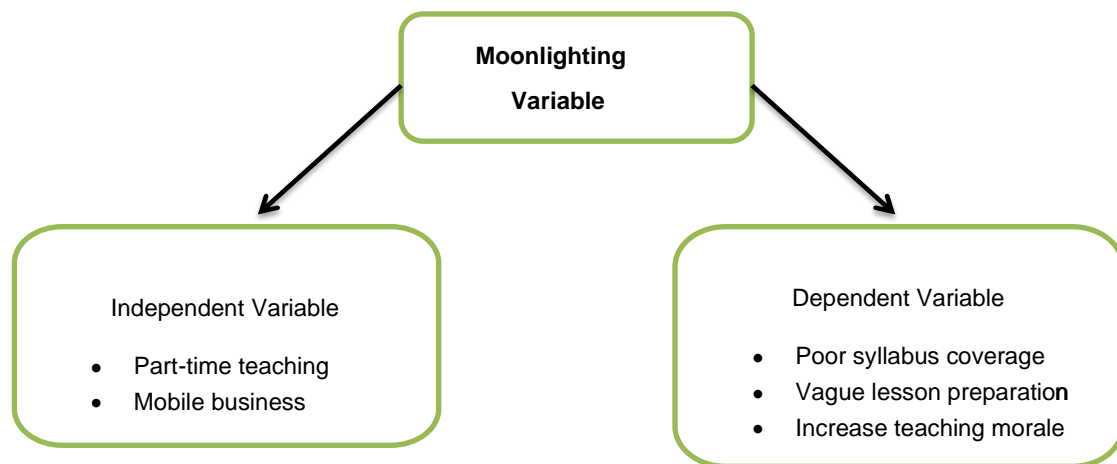 Moonlighting
Variable
Independent Variable
• Part-time teaching
• Mobile business
Dependent Variable
• Poor syllabus coverage
• Vague lesson preparation
• Increase teaching morale